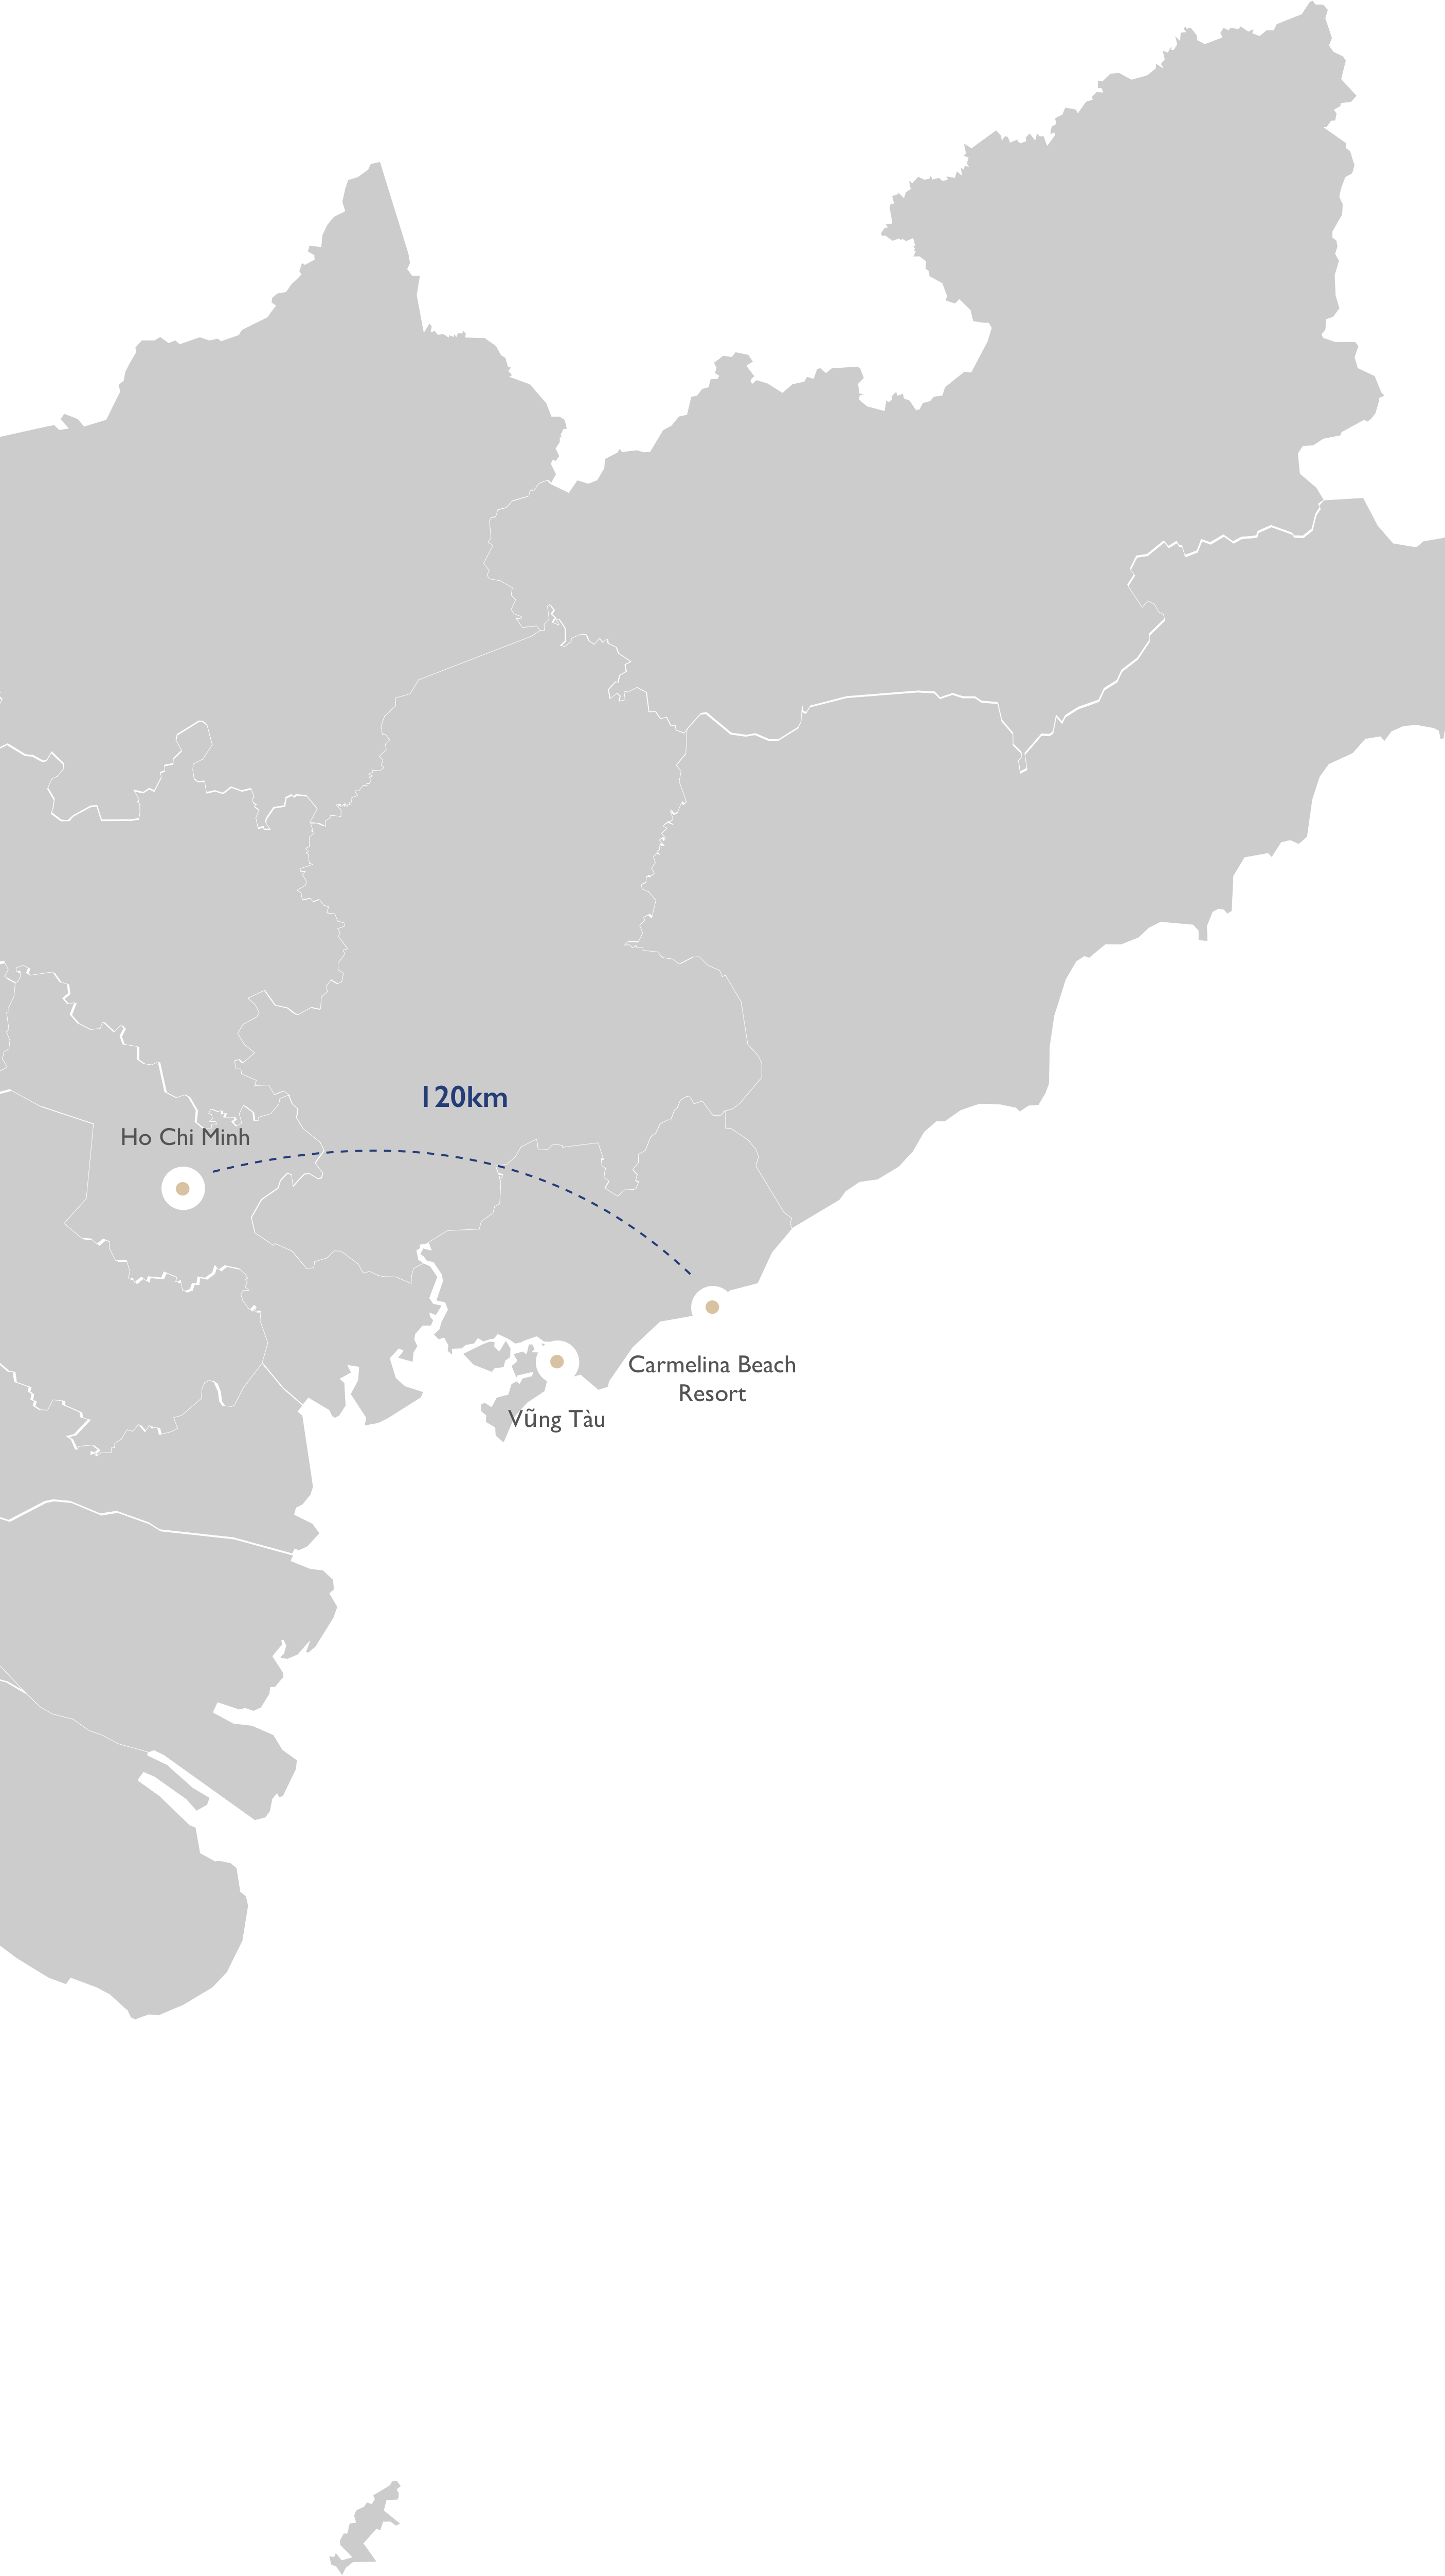 120km
Ho Chi Minh
Carmelina Beach
Resort
Vũng Tàu